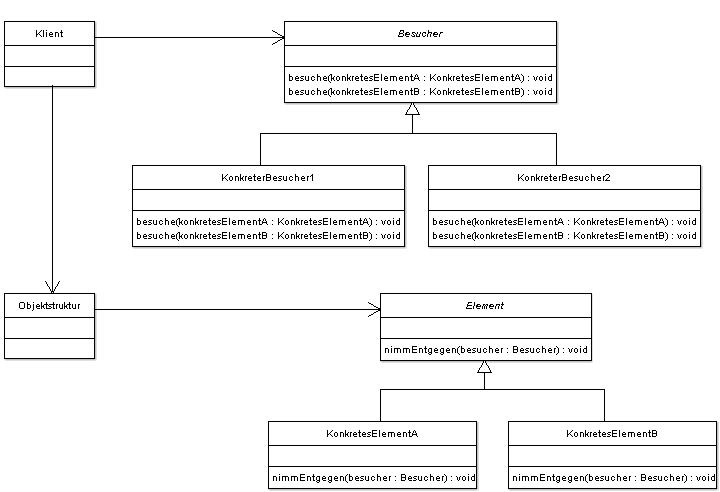 Klient
Besucher
besuche(konkretesElementA : KonkretesElementA) : void
besuche(konkretesElementB : KonkretesElementB) : void
KonkreterBesucher1
besuche(konkretesElementA : KonkretesElementA) : void
besuche(konkretesElementB : KonkretesElementB) : void
KonkreterBesucher2
besuche(konkretesElementA : KonkretesElementA) : void
besuche(konkretesElementB : KonkretesElementB) : void
Objektstruktur
Element
nimmEntgegen(besucher : Besucher) : void
KonkretesElementA
nimmEntgegen(besucher : Besucher) : void
KonkretesElementB
nimmEntgegen(besucher : Besucher) : void